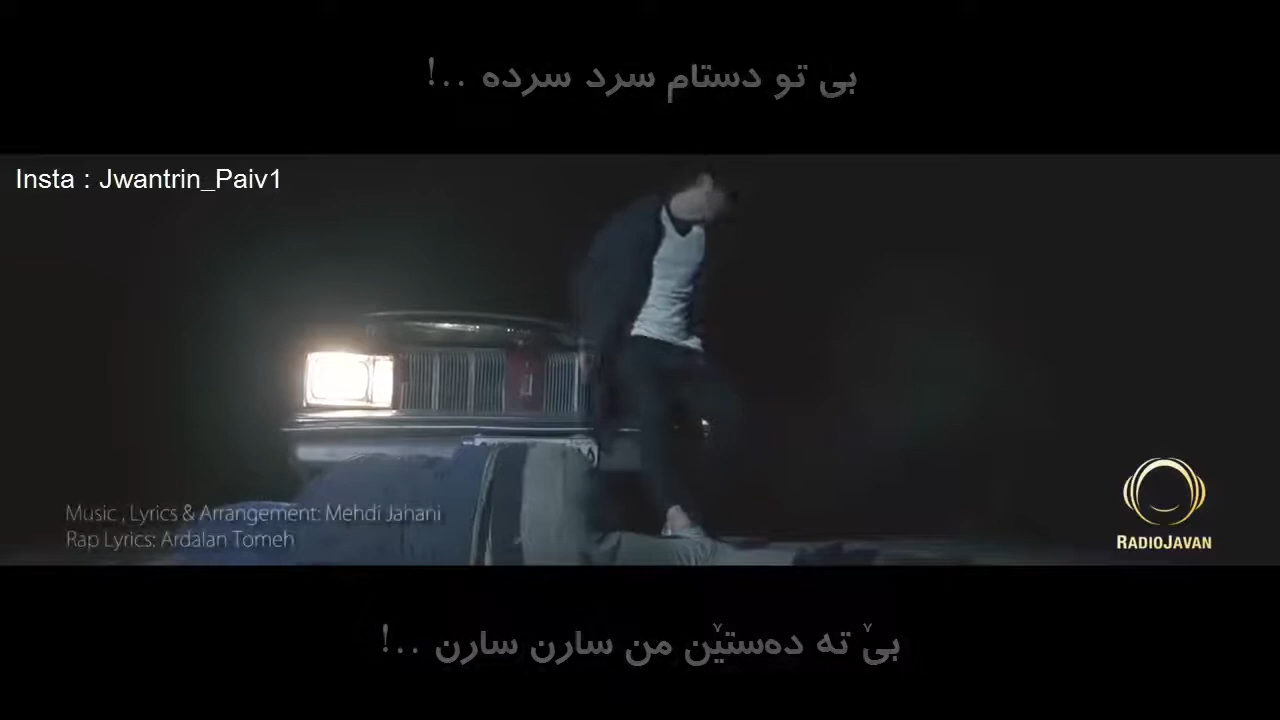 بی تو دستام سرد سرده ..!
Insta : Jwantrin_Paiv1
Music , Lyrics & Arrangement: Mehdi Jahani
Rap Lyrics: Ardalan Tomeh
RADIOJAVAN
بێ ته دەستێن من سارن سارن ..!